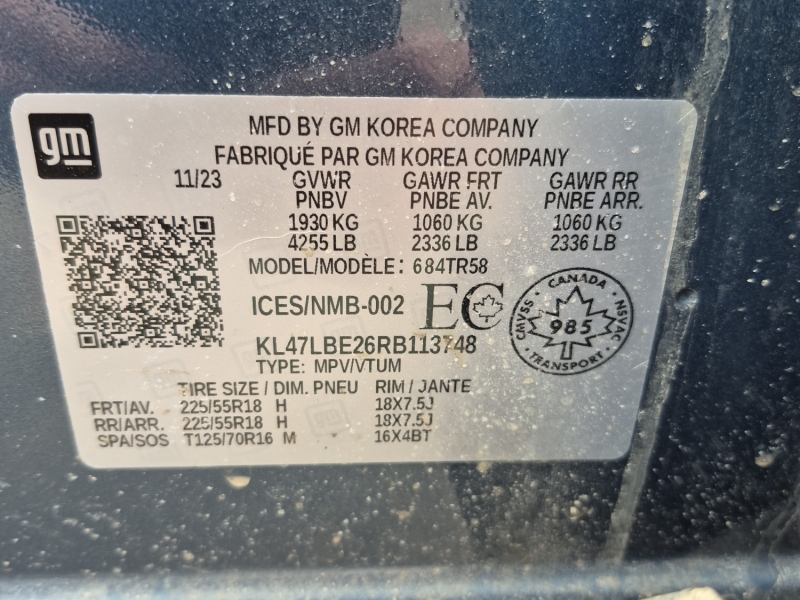 gm
MFD BY GM KOREA COMPANY
FABRIQUÉ PAR GM KOREA COMPANY
11/23 GVWR GAWR FRT GAWR RR
PNBV PNBE AV. PNBE ARR.
1930 KG 1060 KG 1060 KG
4255 LB 2336 LB 2336 LB
MODEL/MODÈLE: 684TR58
ICES/NMB-002 EC
CANADA
CMVSS 985 NSVAC
TRANSPORT
KL47LBE26RB113748
TYPE: MPV/VTUM
TIRE SIZE / DIM. PNEU RIM / JANTE
FRT/AV. 225/55R18 H 18X7.5J
RR/ARR. 225/55R18 H 18X7.5J
SPA/SOS T125/70R16 M 16X4BT